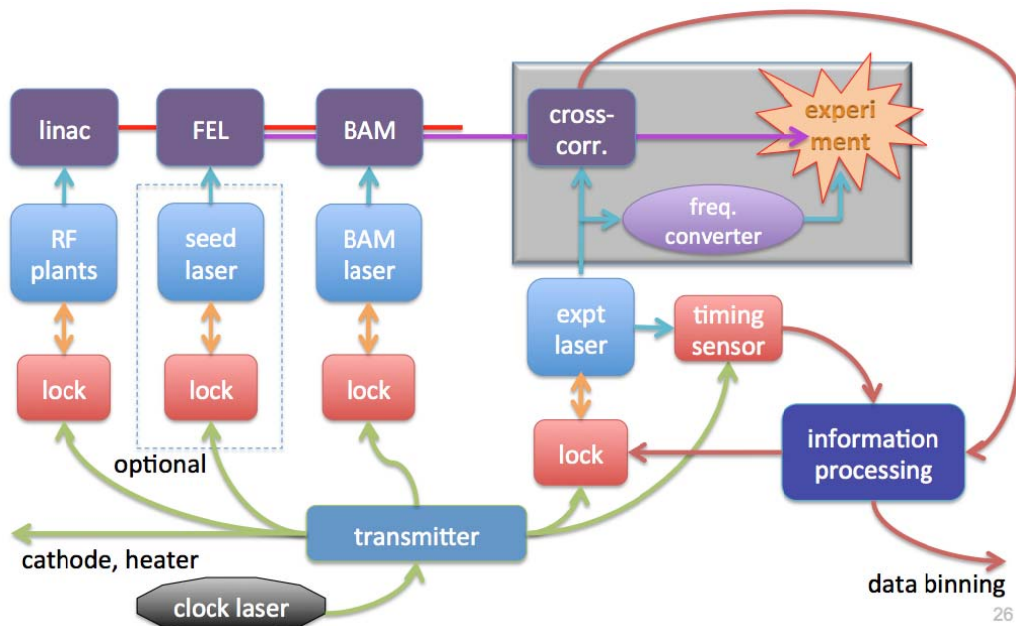 linac
FEL
BAM
cross-
corr.
experi
ment
RF
plants
seed
laser
BAM
laser
freq.
converter
expt
laser
timing
sensor
lock
lock
lock
optional
lock
information
processing
transmitter
cathode, heater
clock laser
data binning
26